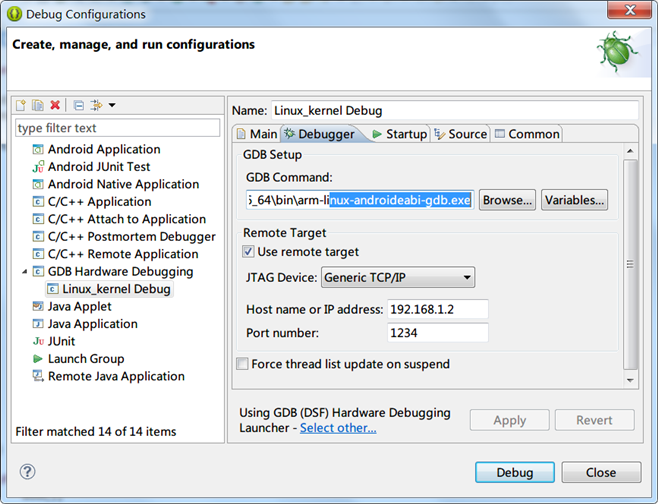 Debug Configurations
Create, manage, and run configurations
type filter text
Android Application
Android JUnit Test
Android Native Application
C/C++ Application
C/C++ Attach to Application
C/C++ Postmortem Debugger
C/C++ Remote Application
GDB Hardware Debugging
Linux_kernel Debug
Java Applet
Java Application
JUnit
Launch Group
Remote Java Application
Filter matched 14 of 14 items
Name: Linux_kernel Debug
Main Debugger Startup Source Common
GDB Setup
GDB Command:
_64\bin\arm-linux-androideabi-gdb.exe Browse... Variables...
Remote Target
Use remote target
JTAG Device: Generic TCP/IP
Host name or IP address: 192.168.1.2
Port number: 1234
Force thread list update on suspend
Using GDB (DSF) Hardware Debugging
Launcher - Select other...
Apply Revert
Debug Close